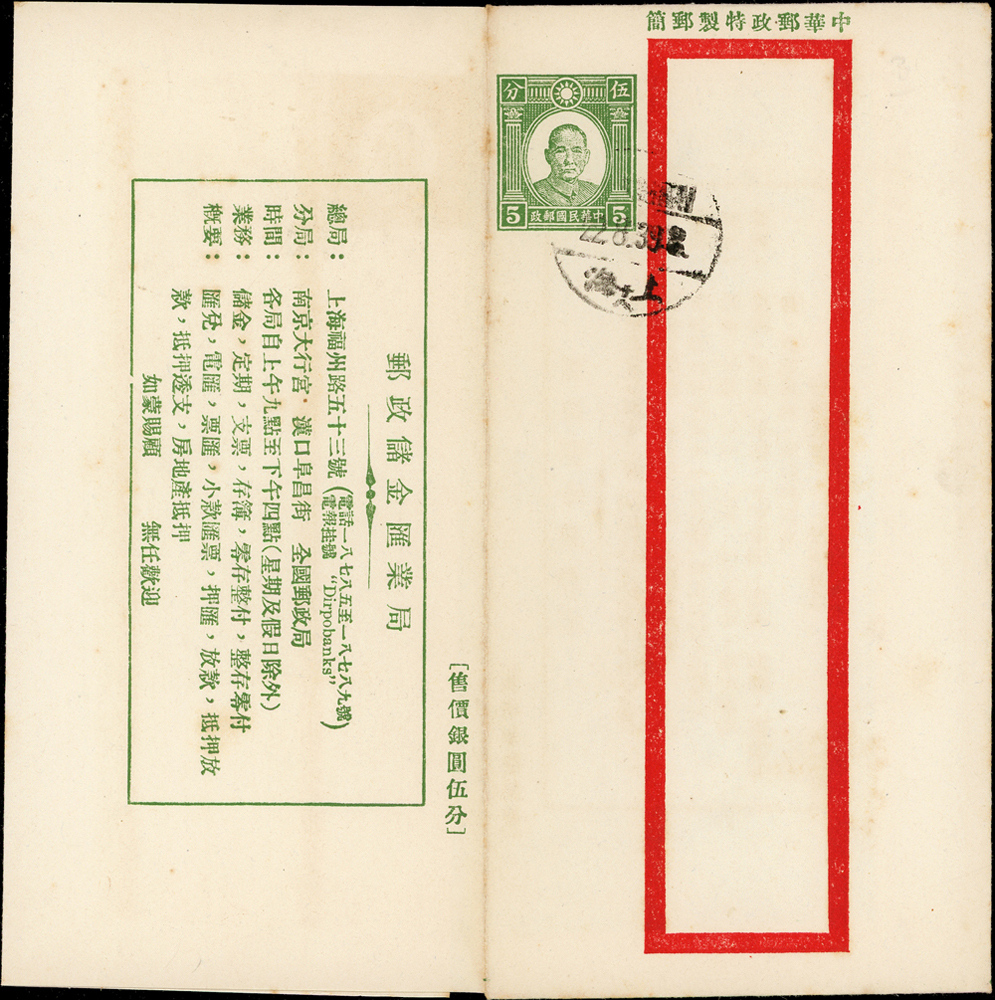 中華郵政特製郵簡
伍分
中華民國郵政
5 5
22.8.39.
上海
[售價銀圓伍分]
郵政儲金匯業局
總局：上海福州路五十三號（電話一八七八五至一八七八九號
電報掛號 “Dirpobanks”）
分局：南京大行宮·漢口阜昌街 全國郵政局
時間：各局自上午九點至下午四點（星期及假日除外）
業務：儲金，定期，支票，存簿，零存整付，整存零付
概要：匯兌，電匯，票匯，小款匯票，押匯，放款，抵押放
款，抵押透支，房地產抵押
如蒙賜顧 無任歡迎